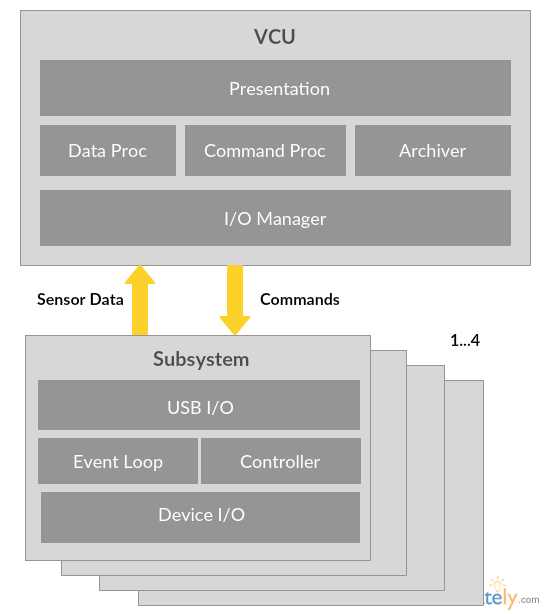 VCU
Presentation
Data Proc
Command Proc
Archiver
I/O Manager
Sensor Data
Commands
1...4
Subsystem
USB I/O
Event Loop
Controller
Device I/O
tely.com